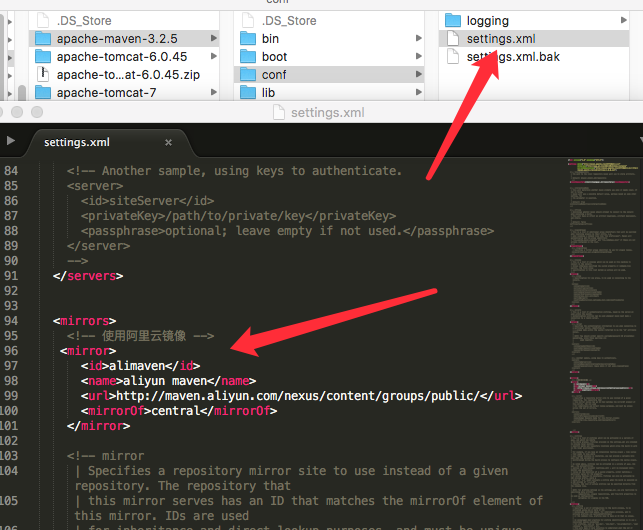 conf
.DS_Store
apache-maven-3.2.5
apache-tomcat-6.0.45
apache-to...at-6.0.45.zip
apache-tomcat-7
.DS_Store
bin
boot
conf
lib
logging
settings.xml
settings.xml.bak
settings.xml
settings.xml ×
84 <!-- Another sample, using keys to authenticate.
85 <server>
86 <id>siteServer</id>
87 <privateKey>/path/to/private/key</privateKey>
88 <passphrase>optional; leave empty if not used.</passphrase>
89 </server>
90 -->
91 </servers>
92
93
94 <mirrors>
95 <!-- 使用阿里云镜像 -->
96 <mirror>
97 <id>alimaven</id>
98 <name>aliyun maven</name>
99 <url>http://maven.aliyun.com/nexus/content/groups/public/</url>
100 <mirrorOf>central</mirrorOf>
101 </mirror>
102
103 <!-- mirror
104 | Specifies a repository mirror site to use instead of a given
repository. The repository that
105 | this mirror serves has an ID that matches the mirrorOf element of
this mirror. IDs are used
| for inheritance and direct lookup purposes, and must be unique